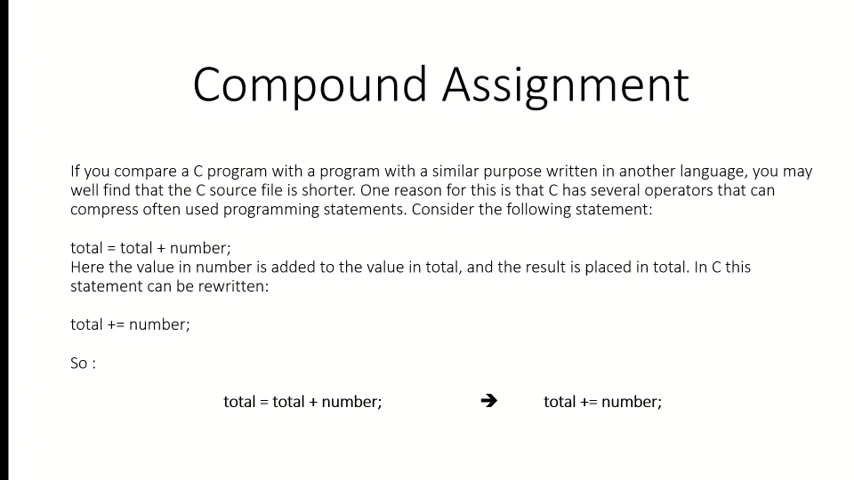 Compound Assignment
If you compare a C program with a program with a similar purpose written in another language, you may
well find that the C source file is shorter. One reason for this is that C has several operators that can
compress often used programming statements. Consider the following statement:
total = total + number;
Here the value in number is added to the value in total, and the result is placed in total. In C this
statement can be rewritten:
total += number;
So :
total = total + number; ➔ total += number;